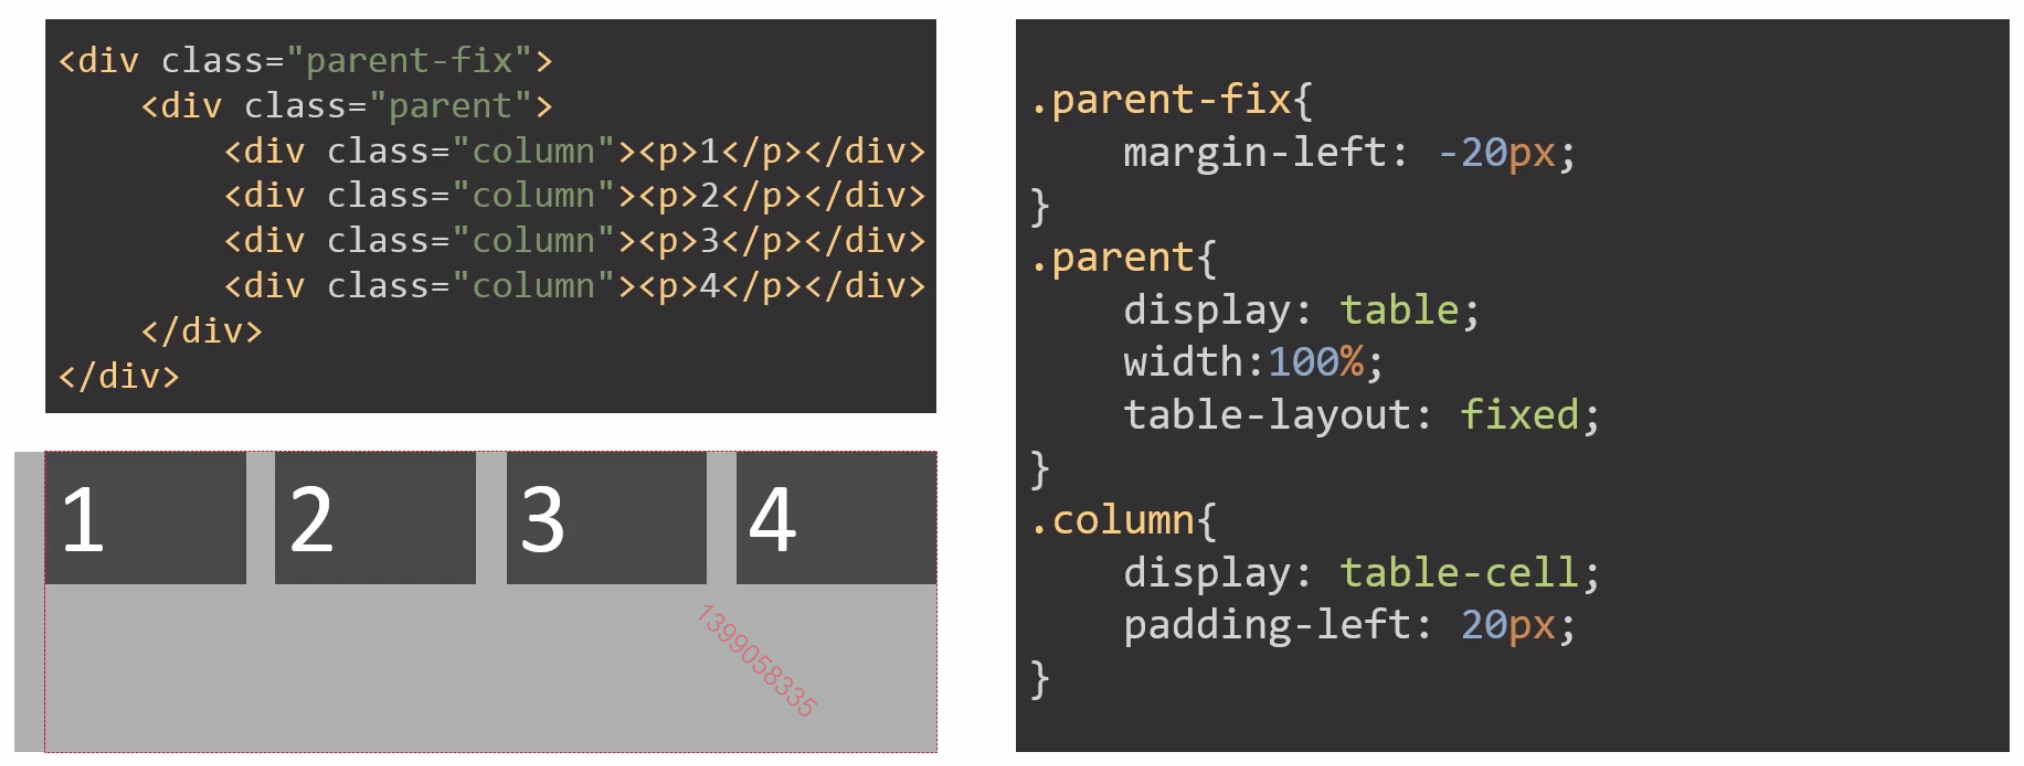 <div class="parent-fix">
    <div class="parent">
        <div class="column"><p>1</p></div>
        <div class="column"><p>2</p></div>
        <div class="column"><p>3</p></div>
        <div class="column"><p>4</p></div>
    </div>
</div>
1 2 3 4
1399058335
.parent-fix{
    margin-left: -20px;
}
.parent{
    display: table;
    width:100%;
    table-layout: fixed;
}
.column{
    display: table-cell;
    padding-left: 20px;
}